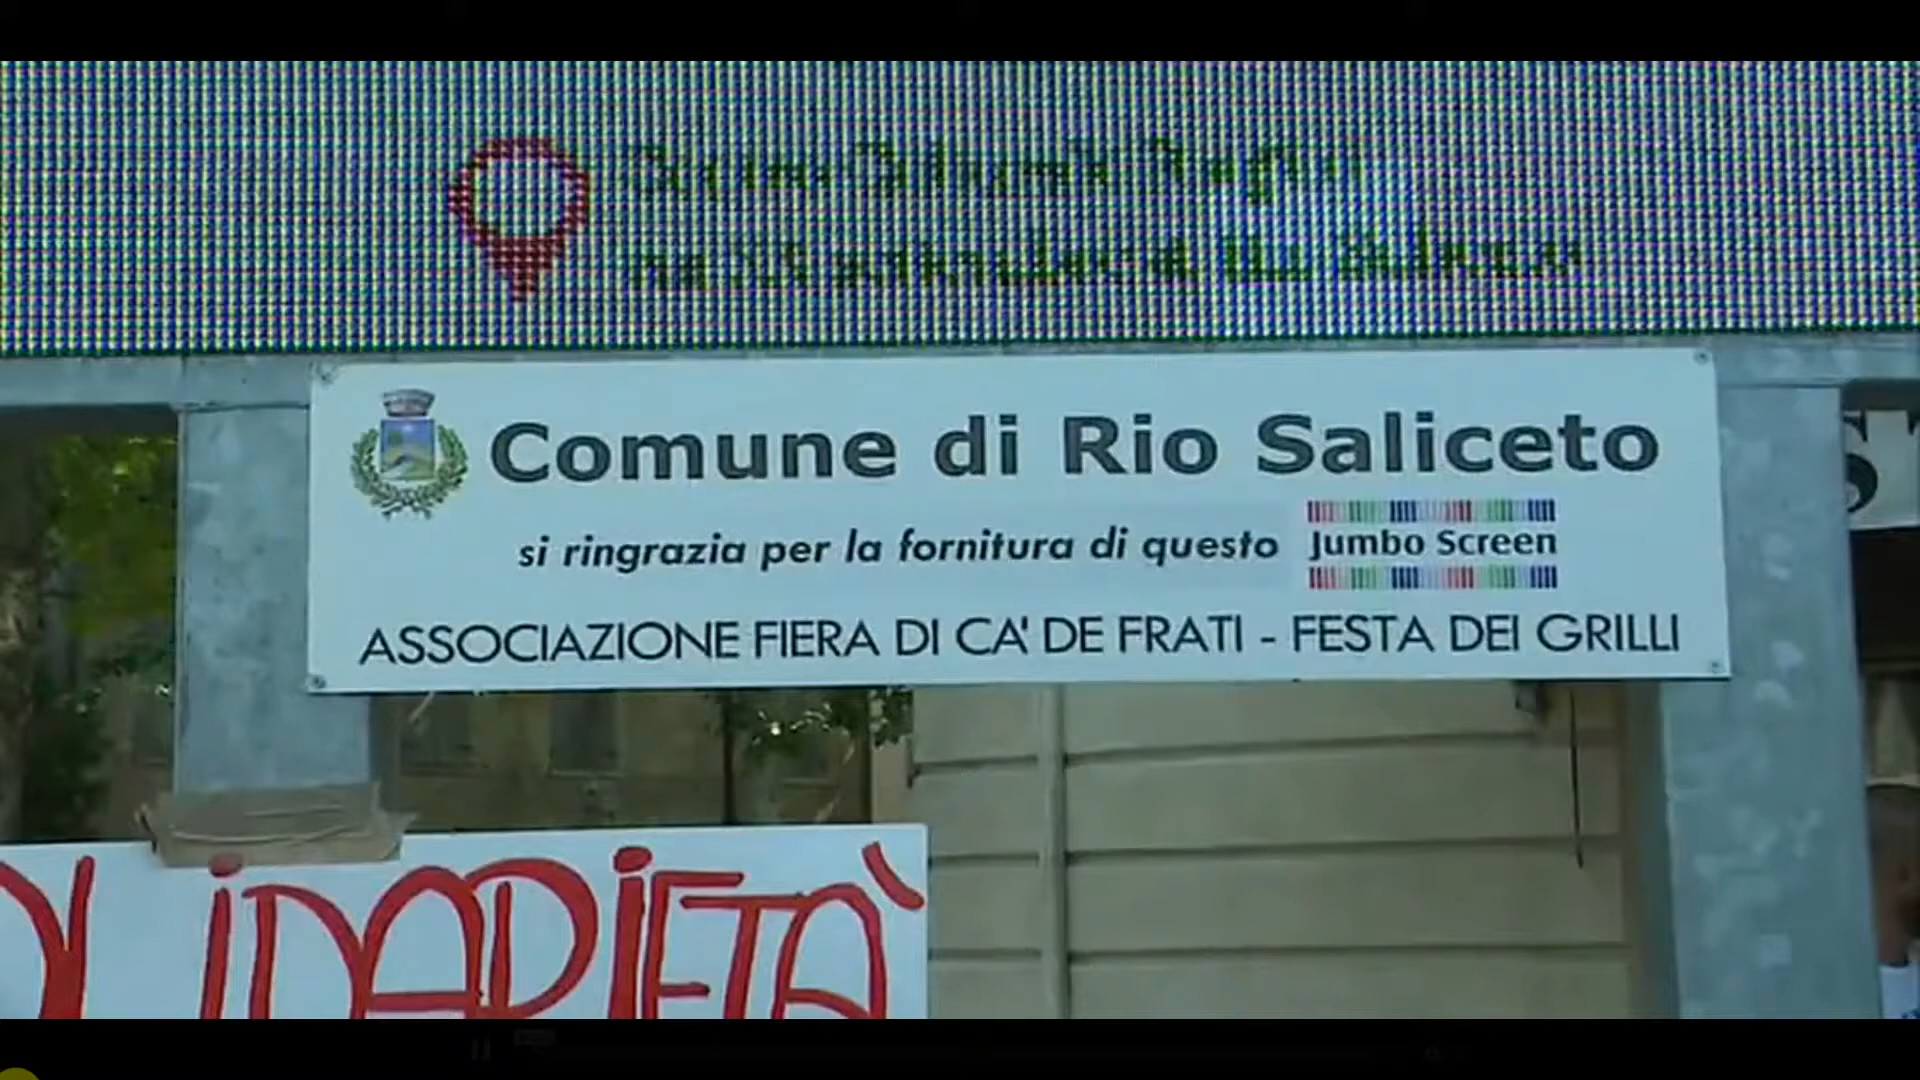 Comune di Rio Saliceto
si ringrazia per la fornitura di questo Jumbo Screen
ASSOCIAZIONE FIERA DI CA' DE FRATI - FESTA DEI GRILLI
OLIDARIETÀ